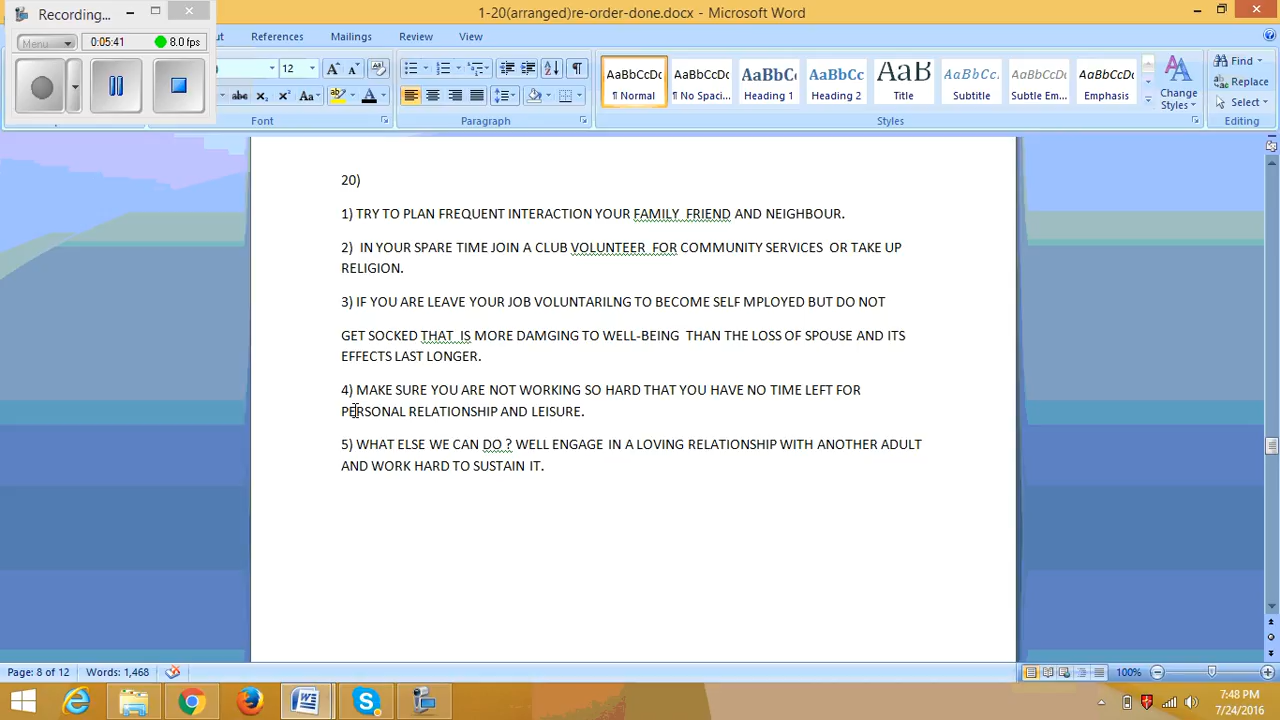 Recording...
1-20(arranged)re-order-done.docx - Microsoft Word
Menu
0:05:41
8.0 fps
References
Mailings
Review
View
12
Aa
abc
AaBbCcDc
AaBbCcDc
AaBbCc
AaBbCc
AaB
AaBbCc.
AaBbCcDc
AaBbCcDc
¶ Normal
¶ No Spaci...
Heading 1
Heading 2
Title
Subtitle
Subtle Em...
Emphasis
Change
Styles
Find
Replace
Select
Font
Paragraph
Styles
Editing
20)
1) TRY TO PLAN FREQUENT INTERACTION YOUR FAMILY  FRIEND AND NEIGHBOUR.
2)  IN YOUR SPARE TIME JOIN A CLUB VOLUNTEER  FOR COMMUNITY SERVICES  OR TAKE UP
RELIGION.
3) IF YOU ARE LEAVE YOUR JOB VOLUNTARILNG TO BECOME SELF MPLOYED BUT DO NOT
GET SOCKED THAT  IS MORE DAMGING TO WELL-BEING  THAN THE LOSS OF SPOUSE AND ITS
EFFECTS LAST LONGER.
4) MAKE SURE YOU ARE NOT WORKING SO HARD THAT YOU HAVE NO TIME LEFT FOR
PERSONAL RELATIONSHIP AND LEISURE.
5) WHAT ELSE WE CAN DO ? WELL ENGAGE IN A LOVING RELATIONSHIP WITH ANOTHER ADULT
AND WORK HARD TO SUSTAIN IT.
Page: 8 of 12
Words: 1,468
100%
7:48 PM
7/24/2016